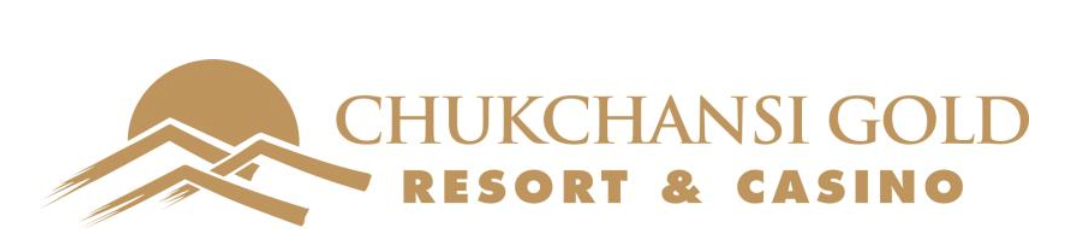 CHUKCHANSI GOLD
RESORT & CASINO